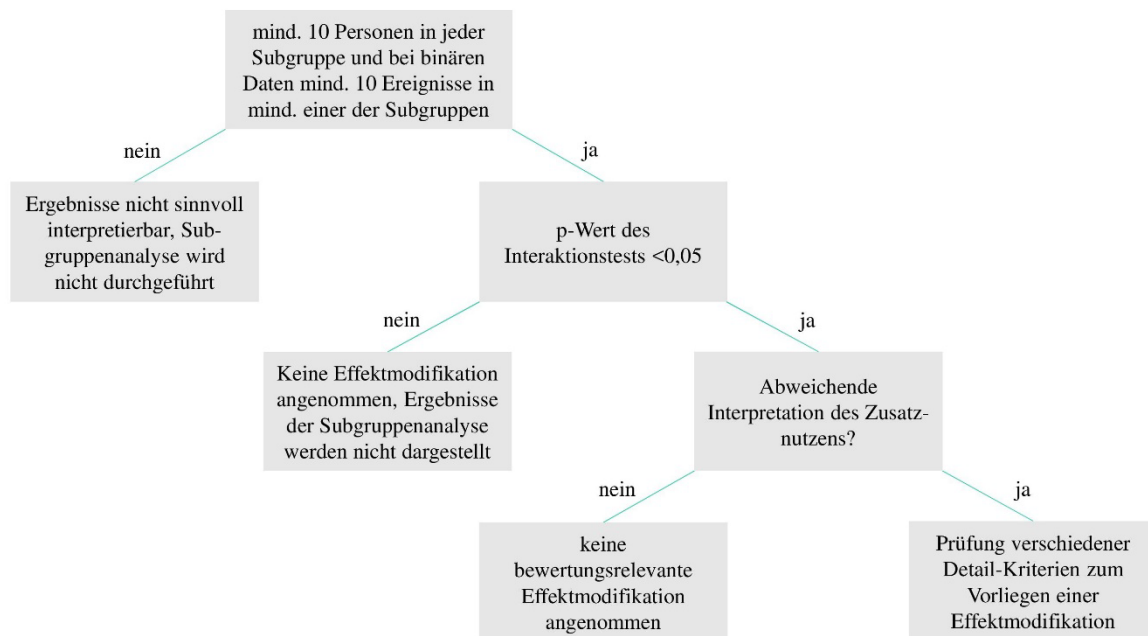 mind. 10 Personen in jeder
Subgruppe und bei binären
Daten mind. 10 Ereignisse in
mind. einer der Subgruppen
nein
ja
Ergebnisse nicht sinnvoll
interpretierbar, Sub-
gruppenanalyse wird
nicht durchgeführt
p-Wert des
Interaktionstests <0,05
nein
ja
Keine Effektmodifikation
angenommen, Ergebnisse
der Subgruppenanalyse
werden nicht dargestellt
Abweichende
Interpretation des Zusatz-
nutzens?
nein
ja
keine
bewertungsrelevante
Effektmodifikation
angenommen
Prüfung verschiedener
Detail-Kriterien zum
Vorliegen einer
Effektmodifikation